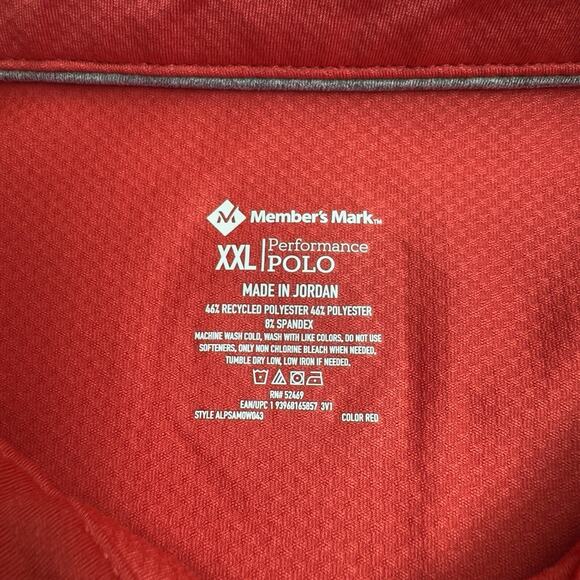 Member's Mark™
XXL | Performance
POLO
MADE IN JORDAN
46% RECYCLED POLYESTER 46% POLYESTER
8% SPANDEX
MACHINE WASH COLD, WASH WITH LIKE COLORS, DO NOT USE
SOFTENERS, ONLY NON CHLORINE BLEACH WHEN NEEDED,
TUMBLE DRY LOW, LOW IRON IF NEEDED.
RN# 52469
EAN/UPC 1 93968165857 3V1
STYLE ALPSAM0W043 COLOR RED